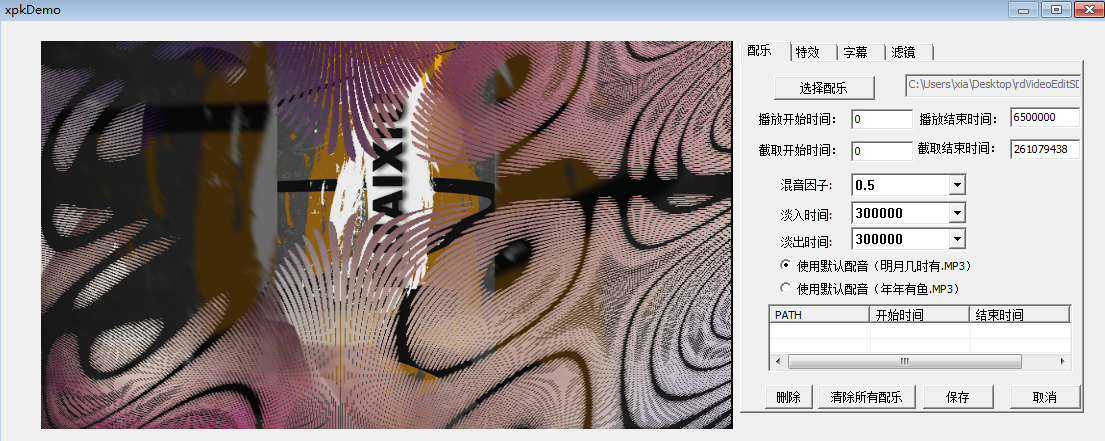 xpkDemo
配乐 特效 字幕 滤镜
选择配乐 C:\Users\xia\Desktop\rdVideoEditSD
播放开始时间： 0 播放结束时间： 6500000
截取开始时间： 0 截取结束时间： 261079438
混音因子: 0.5
淡入时间: 300000
淡出时间: 300000
使用默认配音（明月几时有.MP3）
使用默认配音（年年有鱼.MP3）
PATH 开始时间 结束时间
删除 清除所有配乐 保存 取消
AIXI